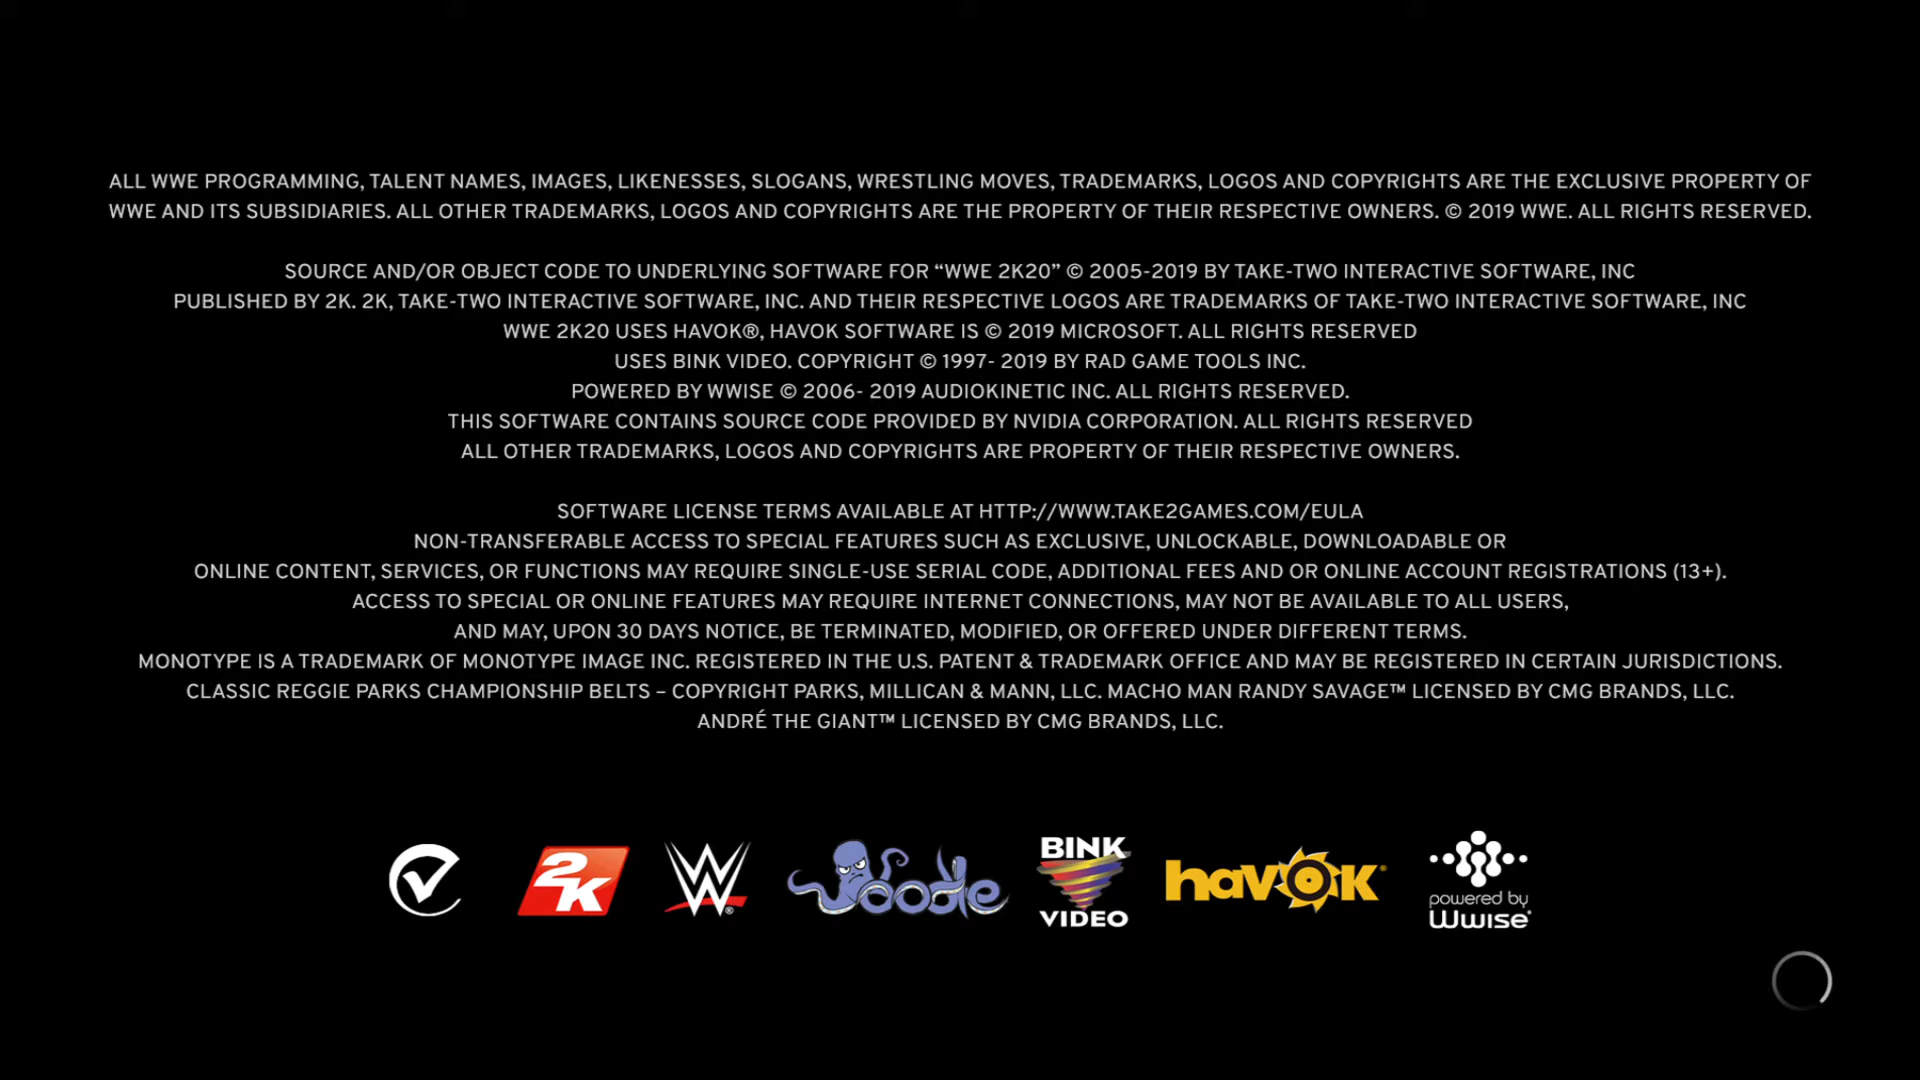 ALL WWE PROGRAMMING, TALENT NAMES, IMAGES, LIKENESSES, SLOGANS, WRESTLING MOVES, TRADEMARKS, LOGOS AND COPYRIGHTS ARE THE EXCLUSIVE PROPERTY OF
WWE AND ITS SUBSIDIARIES. ALL OTHER TRADEMARKS, LOGOS AND COPYRIGHTS ARE THE PROPERTY OF THEIR RESPECTIVE OWNERS. © 2019 WWE. ALL RIGHTS RESERVED.
SOURCE AND/OR OBJECT CODE TO UNDERLYING SOFTWARE FOR “WWE 2K20” © 2005-2019 BY TAKE-TWO INTERACTIVE SOFTWARE, INC
PUBLISHED BY 2K. 2K, TAKE-TWO INTERACTIVE SOFTWARE, INC. AND THEIR RESPECTIVE LOGOS ARE TRADEMARKS OF TAKE-TWO INTERACTIVE SOFTWARE, INC
WWE 2K20 USES HAVOK®, HAVOK SOFTWARE IS © 2019 MICROSOFT. ALL RIGHTS RESERVED
USES BINK VIDEO. COPYRIGHT © 1997- 2019 BY RAD GAME TOOLS INC.
POWERED BY WWISE © 2006- 2019 AUDIOKINETIC INC. ALL RIGHTS RESERVED.
THIS SOFTWARE CONTAINS SOURCE CODE PROVIDED BY NVIDIA CORPORATION. ALL RIGHTS RESERVED
ALL OTHER TRADEMARKS, LOGOS AND COPYRIGHTS ARE PROPERTY OF THEIR RESPECTIVE OWNERS.
SOFTWARE LICENSE TERMS AVAILABLE AT HTTP://WWW.TAKE2GAMES.COM/EULA
NON-TRANSFERABLE ACCESS TO SPECIAL FEATURES SUCH AS EXCLUSIVE, UNLOCKABLE, DOWNLOADABLE OR
ONLINE CONTENT, SERVICES, OR FUNCTIONS MAY REQUIRE SINGLE-USE SERIAL CODE, ADDITIONAL FEES AND OR ONLINE ACCOUNT REGISTRATIONS (13+).
ACCESS TO SPECIAL OR ONLINE FEATURES MAY REQUIRE INTERNET CONNECTIONS, MAY NOT BE AVAILABLE TO ALL USERS,
AND MAY, UPON 30 DAYS NOTICE, BE TERMINATED, MODIFIED, OR OFFERED UNDER DIFFERENT TERMS.
MONOTYPE IS A TRADEMARK OF MONOTYPE IMAGE INC. REGISTERED IN THE U.S. PATENT & TRADEMARK OFFICE AND MAY BE REGISTERED IN CERTAIN JURISDICTIONS.
CLASSIC REGGIE PARKS CHAMPIONSHIP BELTS – COPYRIGHT PARKS, MILLICAN & MANN, LLC. MACHO MAN RANDY SAVAGE™ LICENSED BY CMG BRANDS, LLC.
ANDRÉ THE GIANT™ LICENSED BY CMG BRANDS, LLC.
2K
W
oodle
BINK
VIDEO
havok®
powered by
Wwise®